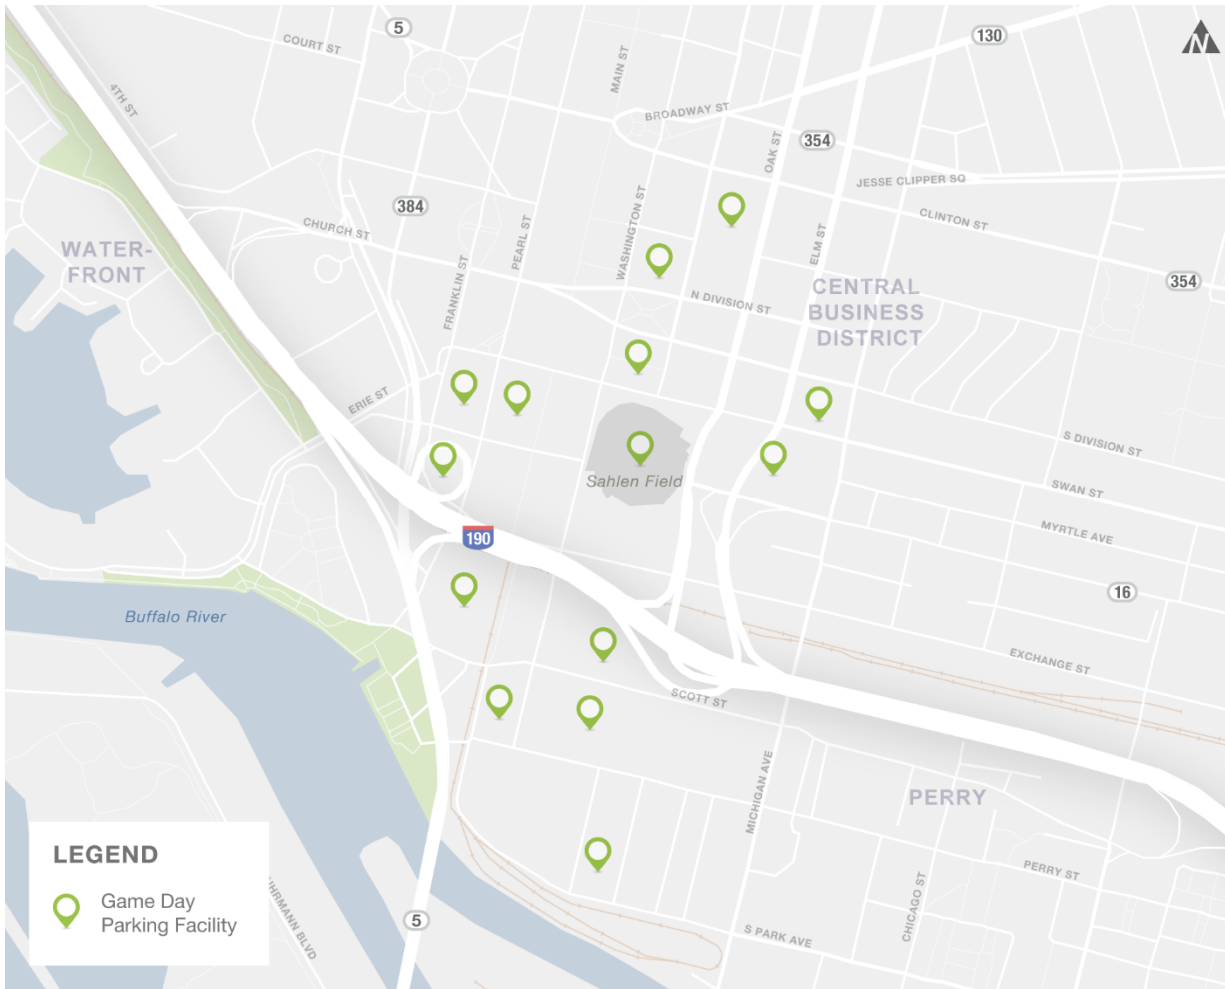 5
130
N
COURT ST
MAIN ST
4TH ST
BROADWAY ST
OAK ST
354
JESSE CLIPPER SQ
384
CHURCH ST
PEARL ST
WASHINGTON ST
CLINTON ST
ELM ST
WATER-
FRONT
FRANKLIN ST
354
N DIVISION ST
CENTRAL
BUSINESS
DISTRICT
ERIE ST
S DIVISION ST
Sahlen Field
SWAN ST
MYRTLE AVE
190
16
Buffalo River
EXCHANGE ST
SCOTT ST
MICHIGAN AVE
PERRY
LEGEND
Game Day
Parking Facility
PERRY ST
CHICAGO ST
5
S PARK AVE
BLVD